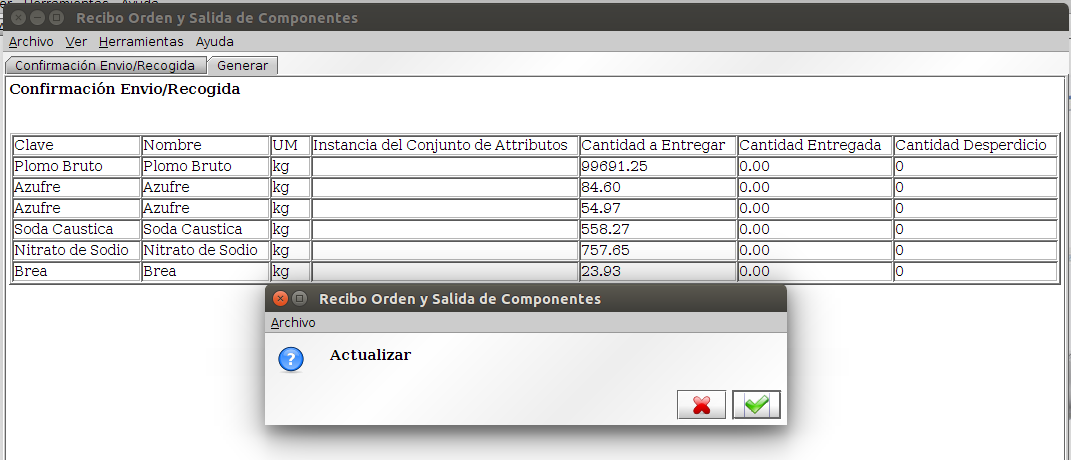 Recibo Orden y Salida de Componentes
Archivo Ver Herramientas Ayuda
Confirmación Envio/Recogida Generar
Confirmación Envio/Recogida
Clave Nombre UM Instancia del Conjunto de Attributos Cantidad a Entregar Cantidad Entregada Cantidad Desperdicio
Plomo Bruto Plomo Bruto kg 99691.25 0.00 0
Azufre Azufre kg 84.60 0.00 0
Azufre Azufre kg 54.97 0.00 0
Soda Caustica Soda Caustica kg 558.27 0.00 0
Nitrato de Sodio Nitrato de Sodio kg 757.65 0.00 0
Brea Brea kg 23.93 0.00 0
Recibo Orden y Salida de Componentes
Archivo
Actualizar